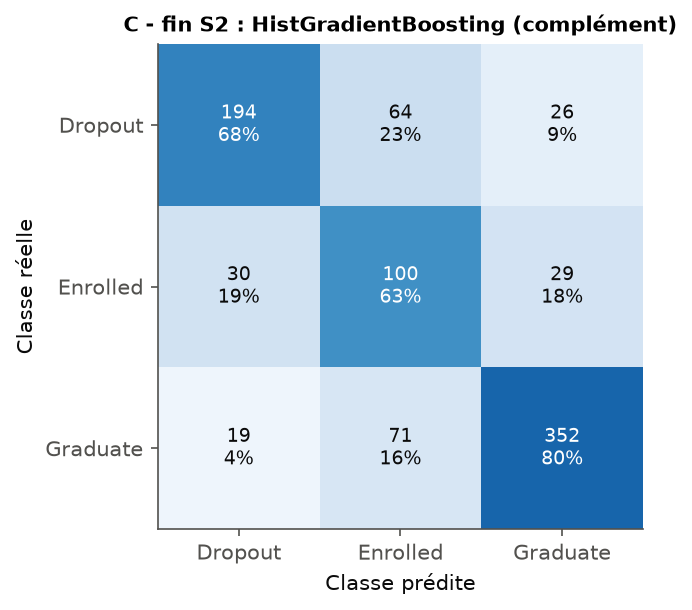 C - fin S2 : HistGradientBoosting (complément)
Classe réelle
Dropout
194
68%
64
23%
26
9%
Enrolled
30
19%
100
63%
29
18%
Graduate
19
4%
71
16%
352
80%
Dropout
Enrolled
Graduate
Classe prédite